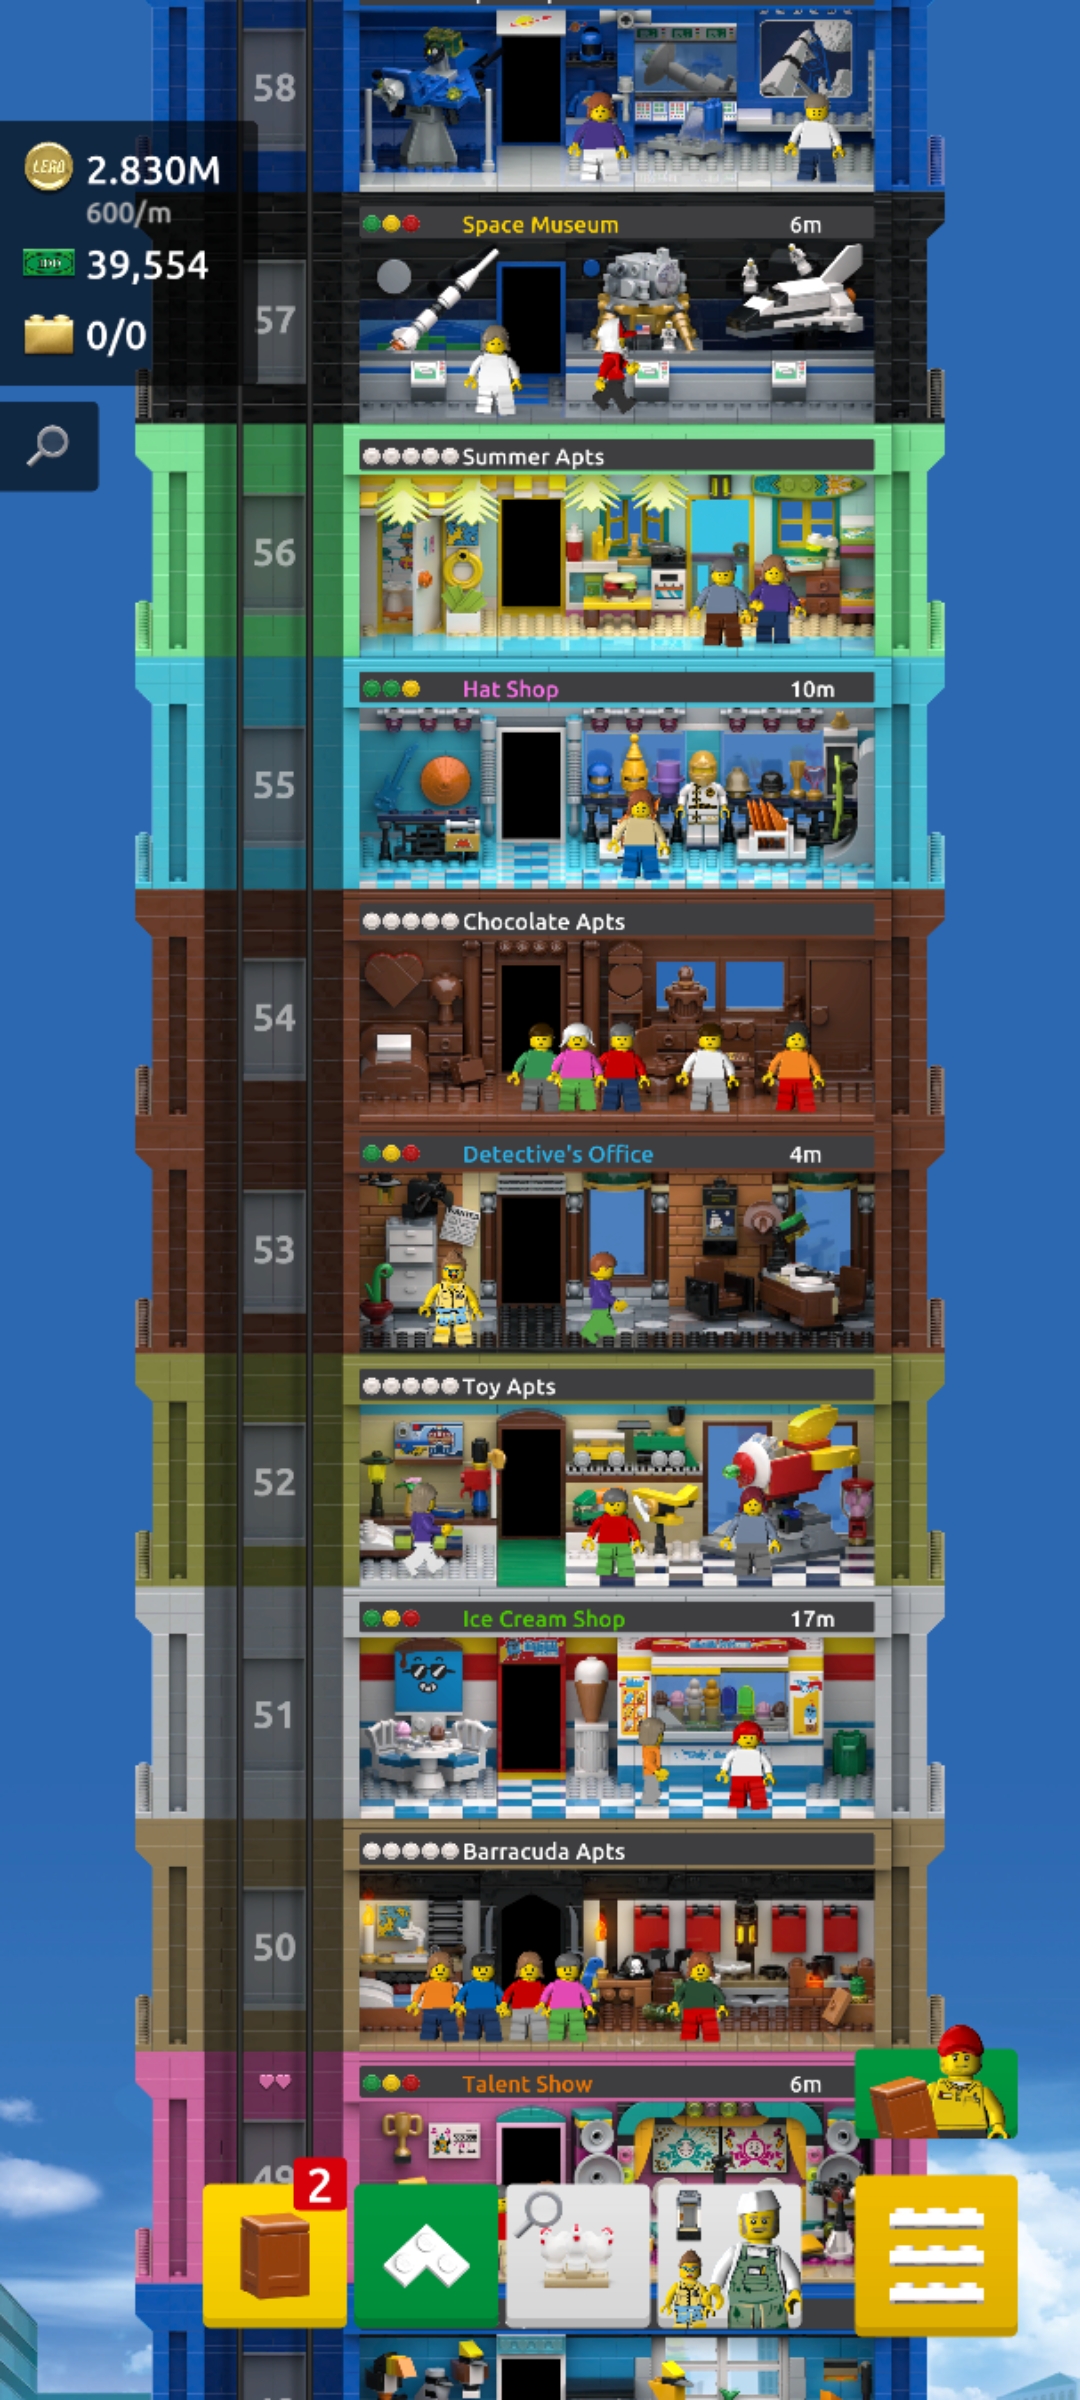 58
LEGO 2.830M
600/m
39,554
0/0
Space Museum 6m
57
Summer Apts
56
Hat Shop 10m
55
Chocolate Apts
54
Detective's Office 4m
53
Toy Apts
52
Ice Cream Shop 17m
51
Barracuda Apts
50
Talent Show 6m
49
2